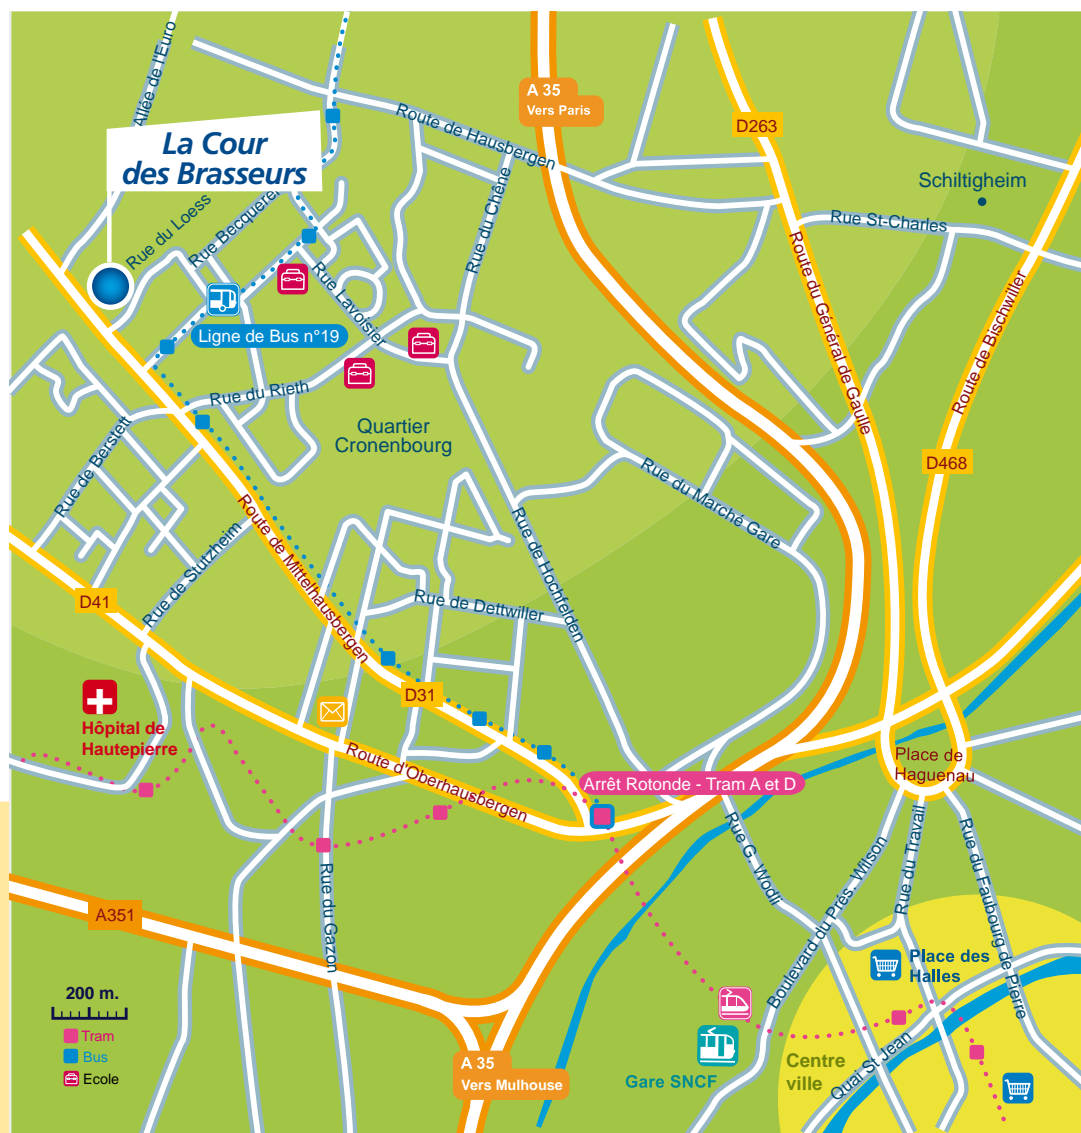 Allée de l'Euro
A 35
Vers Paris
Route de Hausbergen
D263
La Cour
des Brasseurs
Schiltigheim
Rue du Loess
Rue Becquerel
Rue du Chêne
Rue St-Charles
Route du Général de Gaulle
Route de Bischwiller
Rue Lavoisier
Ligne de Bus n°19
Rue du Rieth
Quartier
Cronenbourg
Rue de Berstett
D468
Rue du Marché Gare
Route de Mittelhausbergen
Rue de Hochfelden
Rue de Stutzheim
D41
Rue de Dettwiller
D31
Hôpital de
Hautepierre
Route d'Oberhausbergen
Place de
Haguenau
Arrêt Rotonde - Tram A et D
Rue G. Wodli
Boulevard du Prés. Wilson
Rue du Travail
Rue du Faubourg de Pierre
Rue du Gazon
A351
Place des
Halles
200 m.
Tram
Bus
Ecole
A 35
Vers Mulhouse
Gare SNCF
Centre
ville
Quai St Jean